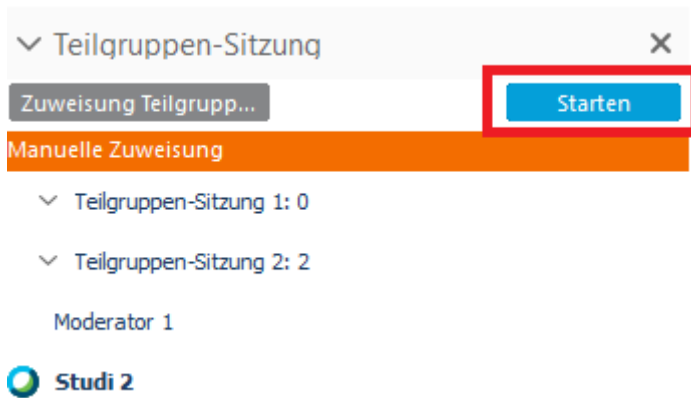 Teilgruppen-Sitzung
Zuweisung Teilgrupp... Starten
Manuelle Zuweisung
Teilgruppen-Sitzung 1: 0
Teilgruppen-Sitzung 2: 2
Moderator 1
Studi 2